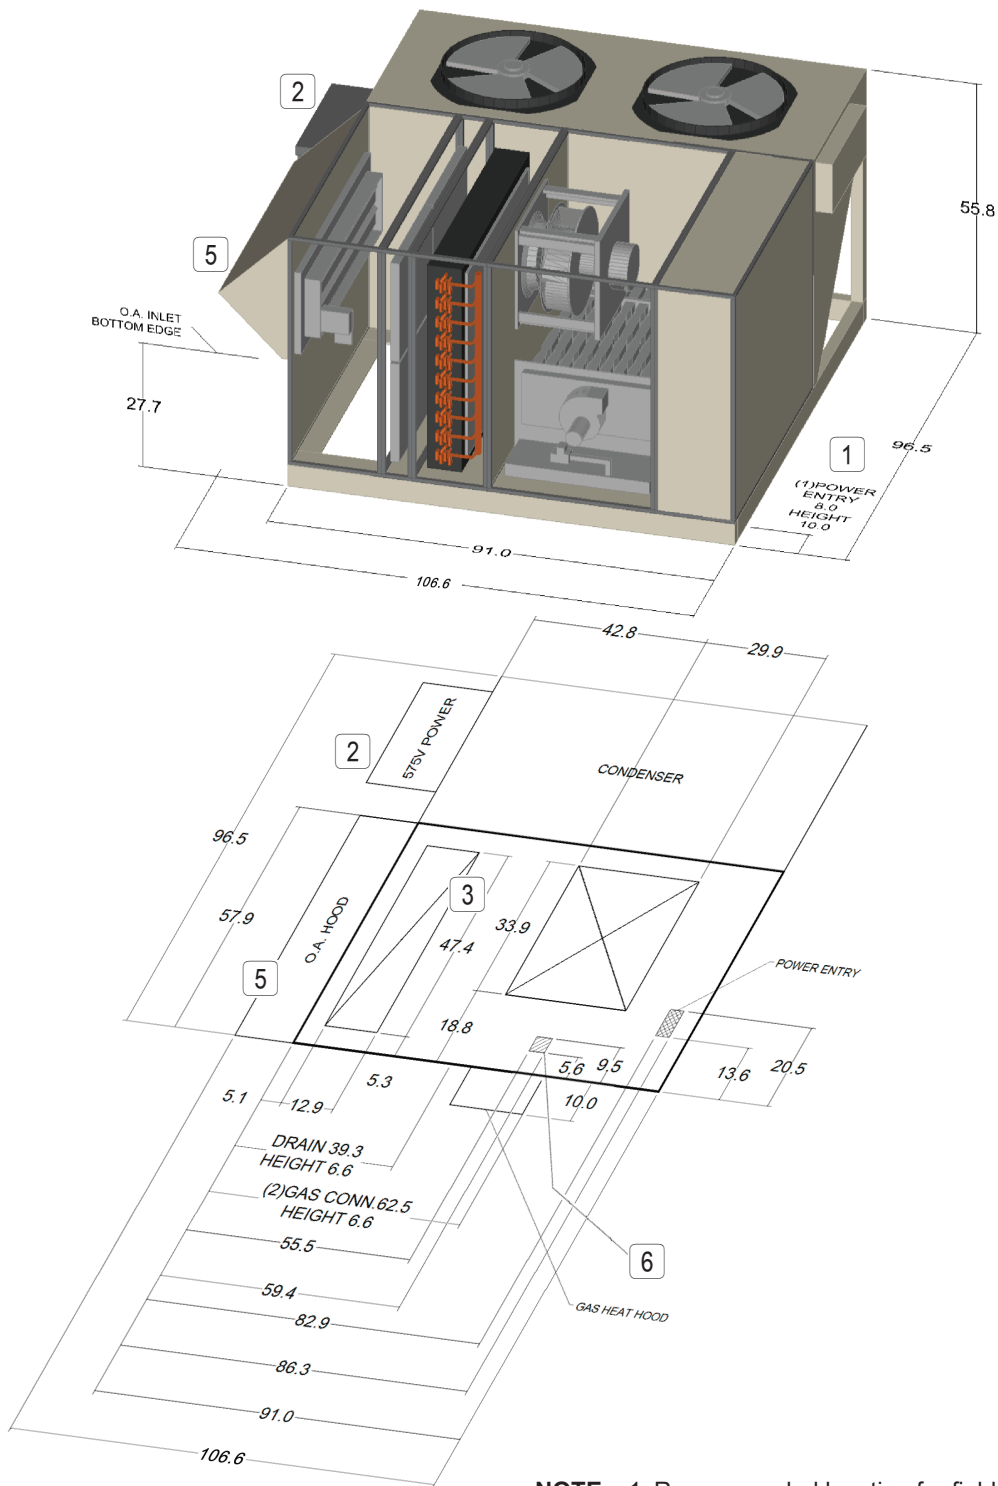 2
55.8
5
O.A. INLET
BOTTOM EDGE
27.7
96.5
1
(1)POWER
ENTRY
8.0
HEIGHT
10.0
91.0
106.6
42.8
29.9
575V POWER
2
CONDENSER
96.5
57.9
O.A. HOOD
3
33.9
47.4
5
POWER ENTRY
18.8
5.6
9.5
13.6
20.5
5.1
12.9
5.3
10.0
DRAIN 39.3
HEIGHT 6.6
(2)GAS CONN.62.5
HEIGHT 6.6
55.5
6
59.4
GAS HEAT HOOD
82.9
86.3
91.0
106.6